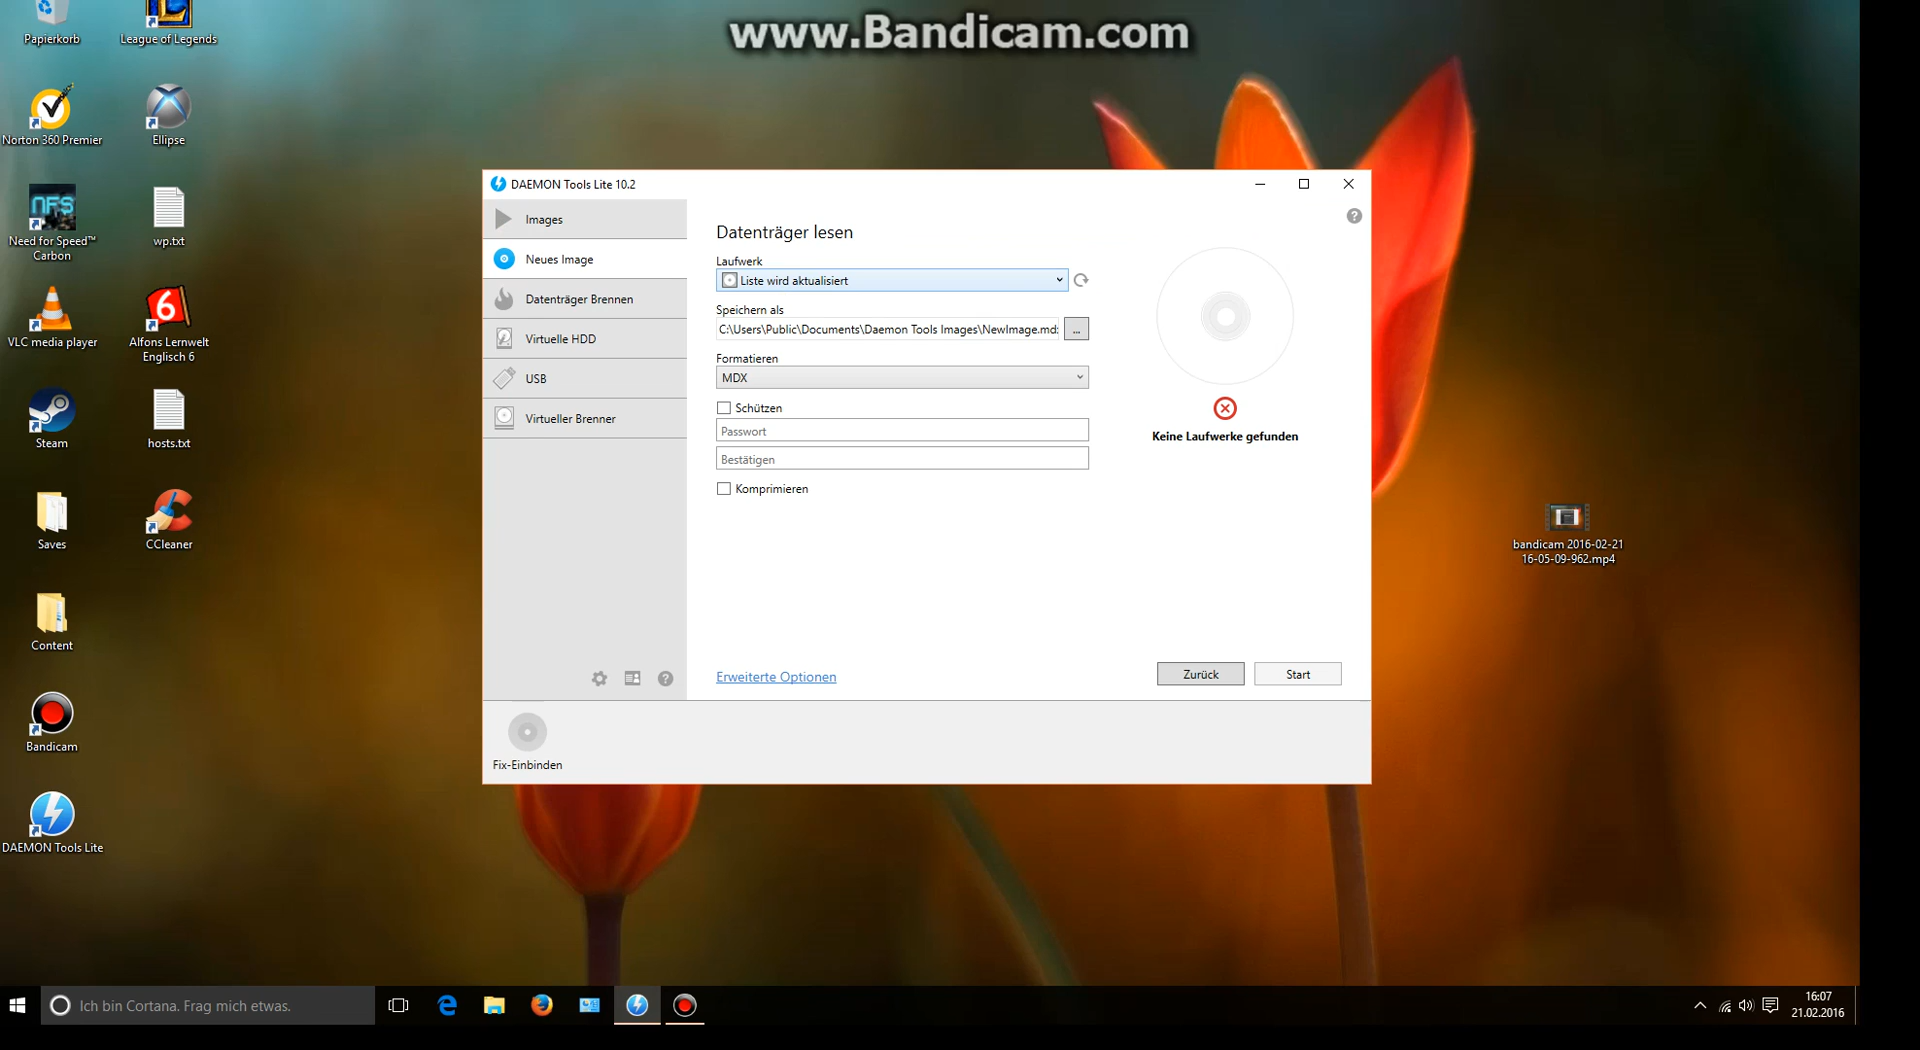 www.Bandicam.com
Papierkorb
League of Legends
Norton 360 Premier
Ellipse
NFS
Need for Speed™
Carbon
wp.txt
VLC media player
6
Alfons Lernwelt
Englisch 6
Steam
hosts.txt
Saves
CCleaner
Content
Bandicam
DAEMON Tools Lite
DAEMON Tools Lite 10.2
Images
Neues Image
Datenträger Brennen
Virtuelle HDD
USB
Virtueller Brenner
Datenträger lesen
Laufwerk
Liste wird aktualisiert
Speichern als
C:\Users\Public\Documents\Daemon Tools Images\NewImage.md
...
Formatieren
MDX
Schützen
Passwort
Bestätigen
Komprimieren
Keine Laufwerke gefunden
Erweiterte Optionen
Zurück
Start
Fix-Einbinden
bandicam 2016-02-21
16-05-09-962.mp4
Ich bin Cortana. Frag mich etwas.
16:07
21.02.2016